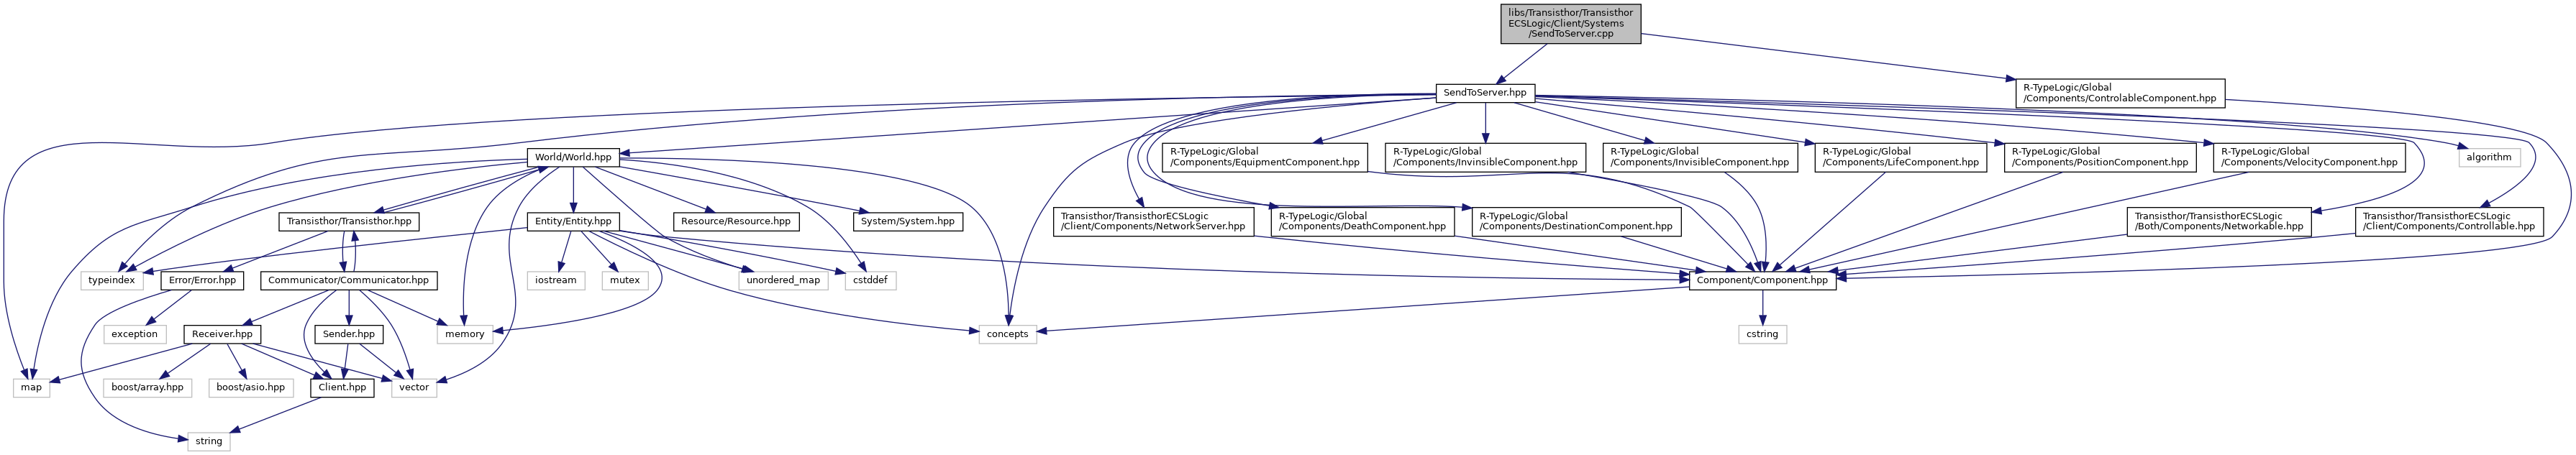 libs/Transisthor/Transisthor
ECSLogic/Client/Systems
/SendToServer.cpp
SendToServer.hpp
R-TypeLogic/Global
/Components/ControlableComponent.hpp
World/World.hpp
R-TypeLogic/Global
/Components/EquipmentComponent.hpp
R-TypeLogic/Global
/Components/InvinsibleComponent.hpp
R-TypeLogic/Global
/Components/InvisibleComponent.hpp
R-TypeLogic/Global
/Components/LifeComponent.hpp
R-TypeLogic/Global
/Components/PositionComponent.hpp
R-TypeLogic/Global
/Components/VelocityComponent.hpp
algorithm
Transisthor/Transisthor.hpp
Entity/Entity.hpp
Resource/Resource.hpp
System/System.hpp
Transisthor/TransisthorECSLogic
/Client/Components/NetworkServer.hpp
R-TypeLogic/Global
/Components/DeathComponent.hpp
R-TypeLogic/Global
/Components/DestinationComponent.hpp
Transisthor/TransisthorECSLogic
/Both/Components/Networkable.hpp
Transisthor/TransisthorECSLogic
/Client/Components/Controllable.hpp
typeindex
Error/Error.hpp
Communicator/Communicator.hpp
iostream
mutex
unordered_map
cstddef
Component/Component.hpp
exception
Receiver.hpp
Sender.hpp
memory
concepts
cstring
map
boost/array.hpp
boost/asio.hpp
Client.hpp
vector
string